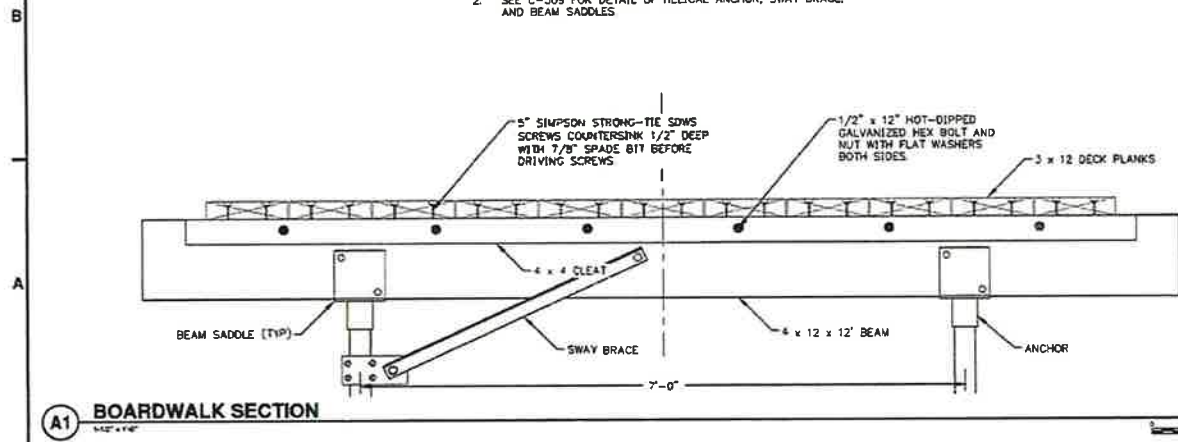 B
2. SEE C-509 FOR DETAIL OF HELICAL ANCHOR, SWAY BRACE,
AND BEAM SADDLES
5" SIMPSON STRONG-TIE SDWS
SCREWS COUNTERSINK 1/2" DEEP
WITH 7/8" SPADE BIT BEFORE
DRIVING SCREWS
1/2" x 12" HOT-DIPPED
GALVANIZED HEX BOLT AND
NUT WITH FLAT WASHERS
BOTH SIDES.
3 x 12 DECK PLANKS
A
4 x 4 CLEAT
BEAM SADDLE (TYP)
4 x 12 x 12' BEAM
SWAY BRACE
ANCHOR
7'-0"
A1 BOARDWALK SECTION